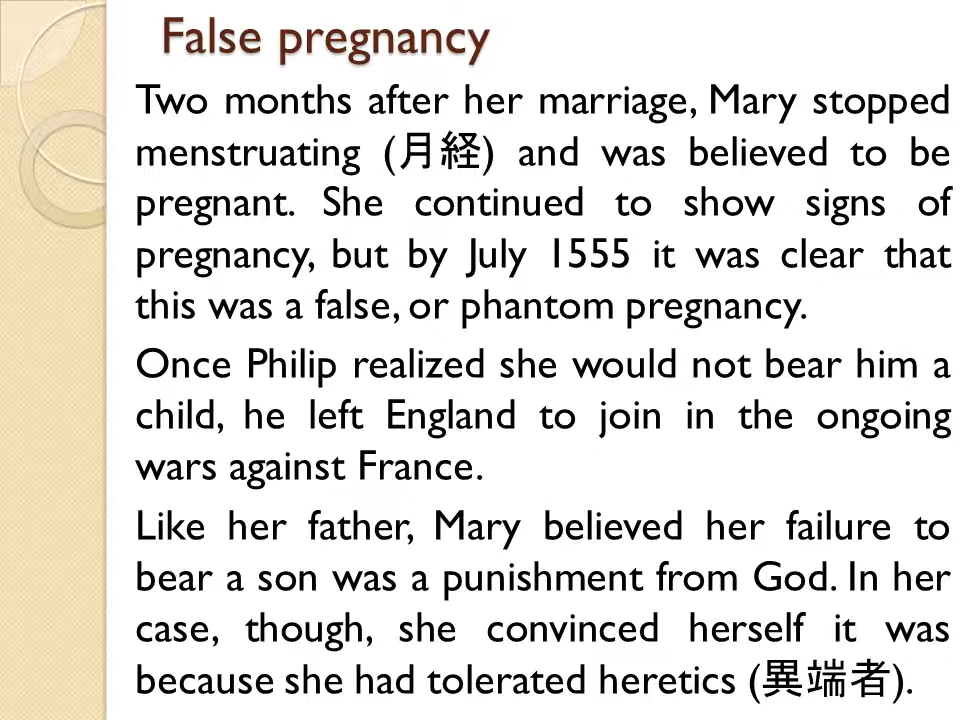 False pregnancy
Two months after her marriage, Mary stopped
menstruating (月経) and was believed to be
pregnant. She continued to show signs of
pregnancy, but by July 1555 it was clear that
this was a false, or phantom pregnancy.
Once Philip realized she would not bear him a
child, he left England to join in the ongoing
wars against France.
Like her father, Mary believed her failure to
bear a son was a punishment from God. In her
case, though, she convinced herself it was
because she had tolerated heretics (異端者).